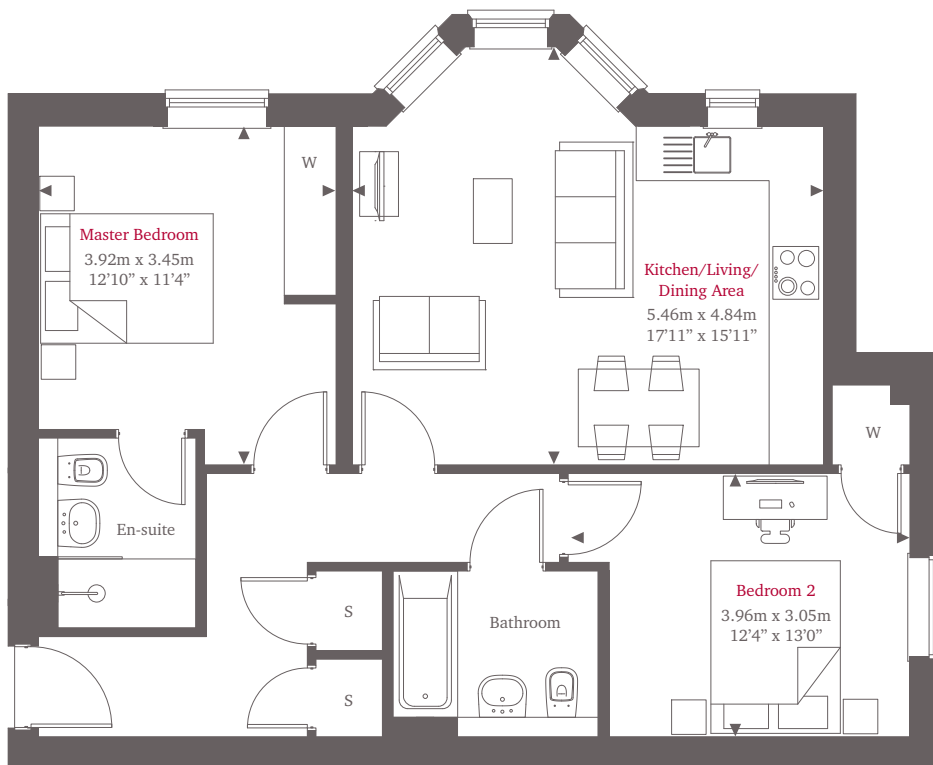 W
Master Bedroom
3.92m x 3.45m
12’10” x 11’4”
Kitchen/Living/
Dining Area
5.46m x 4.84m
17’11” x 15’11”
W
En-suite
Bedroom 2
3.96m x 3.05m
12’4” x 13’0”
S
Bathroom
S